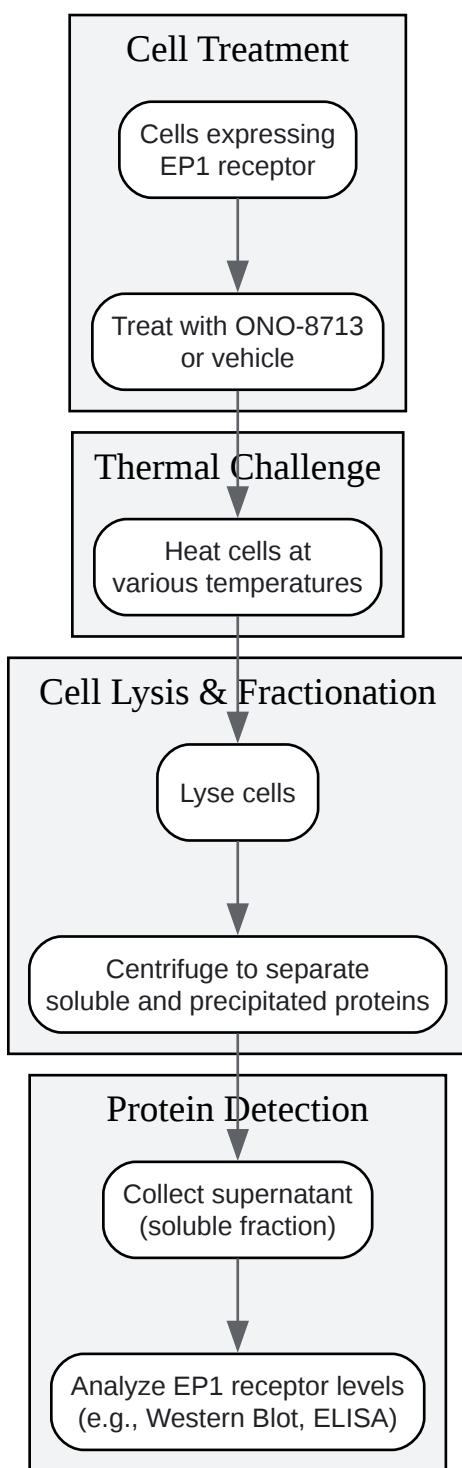 Cell Treatment
Cells expressing
EP1 receptor
Treat with ONO-8713
or vehicle
Thermal Challenge
Heat cells at
various temperatures
Cell Lysis & Fractionation
Lyse cells
Centrifuge to separate
soluble and precipitated proteins
Protein Detection
Collect supernatant
(soluble fraction)
Analyze EP1 receptor levels
(e.g., Western Blot, ELISA)